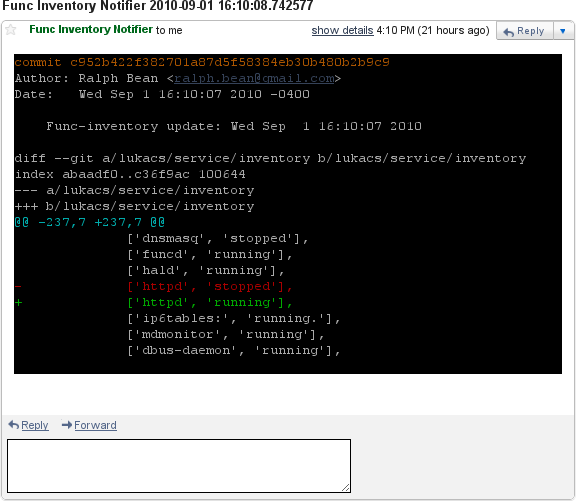 Func Inventory Notifier 2010-09-01 16:10:08.742577
Func Inventory Notifier to me show details 4:10 PM (21 hours ago) Reply
commit c952b422f382701a87d5f58384eb30b480b2b9c9
Author: Ralph Bean <ralph.bean@gmail.com>
Date:   Wed Sep 1 16:10:07 2010 -0400
    Func-inventory update: Wed Sep  1 16:10:07 2010
diff --git a/lukacs/service/inventory b/lukacs/service/inventory
index abaadf0..c36f9ac 100644
--- a/lukacs/service/inventory
+++ b/lukacs/service/inventory
@@ -237,7 +237,7 @@
              ['dnsmasq', 'stopped'],
              ['funcd', 'running'],
              ['hald', 'running'],
-             ['httpd', 'stopped'],
+             ['httpd', 'running'],
              ['ip6tables:', 'running.'],
              ['mdmonitor', 'running'],
              ['dbus-daemon', 'running'],
Reply Forward